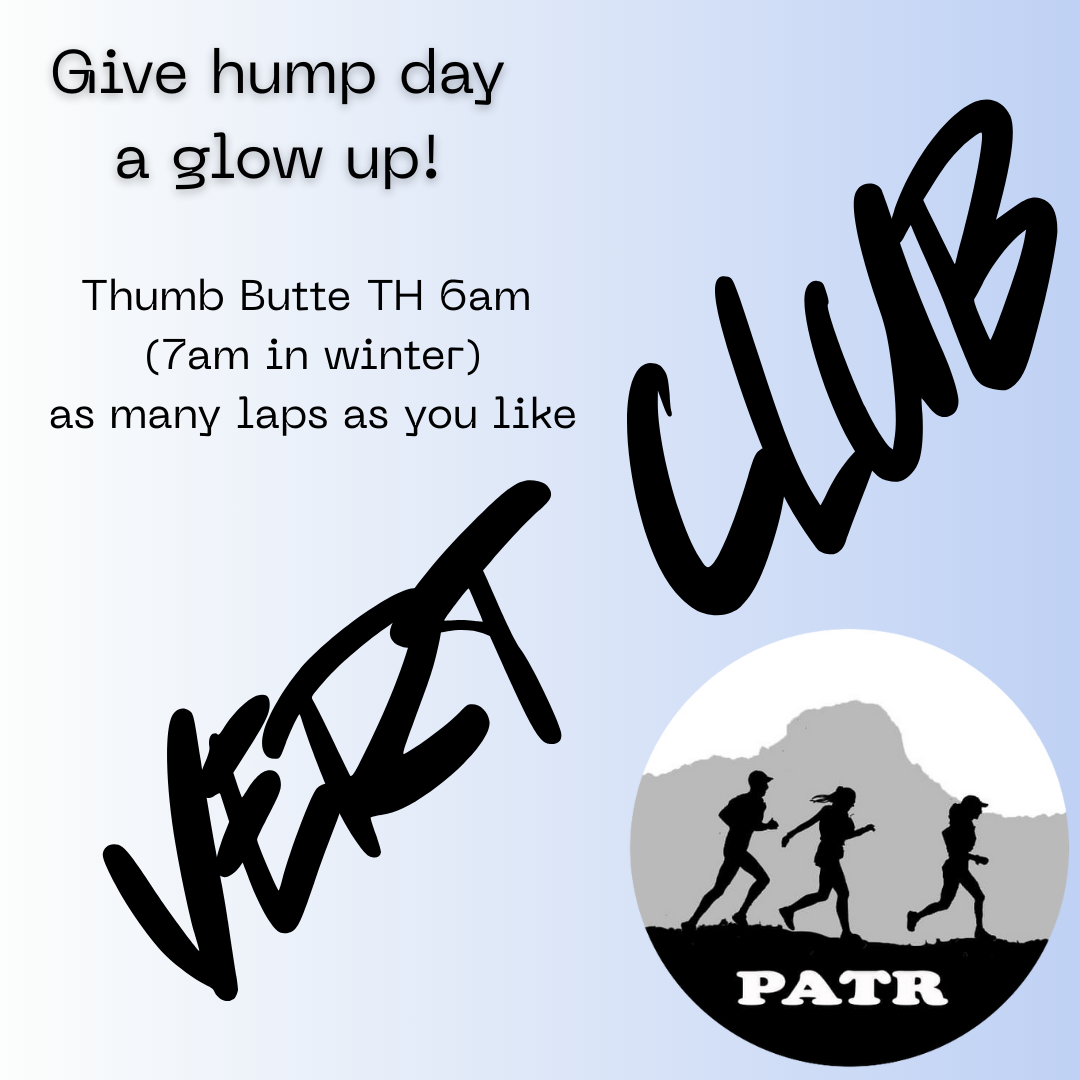 Give hump day
a glow up!
Thumb Butte TH 6am
(7am in winter)
as many laps as you like
VERT CLUB
PATR